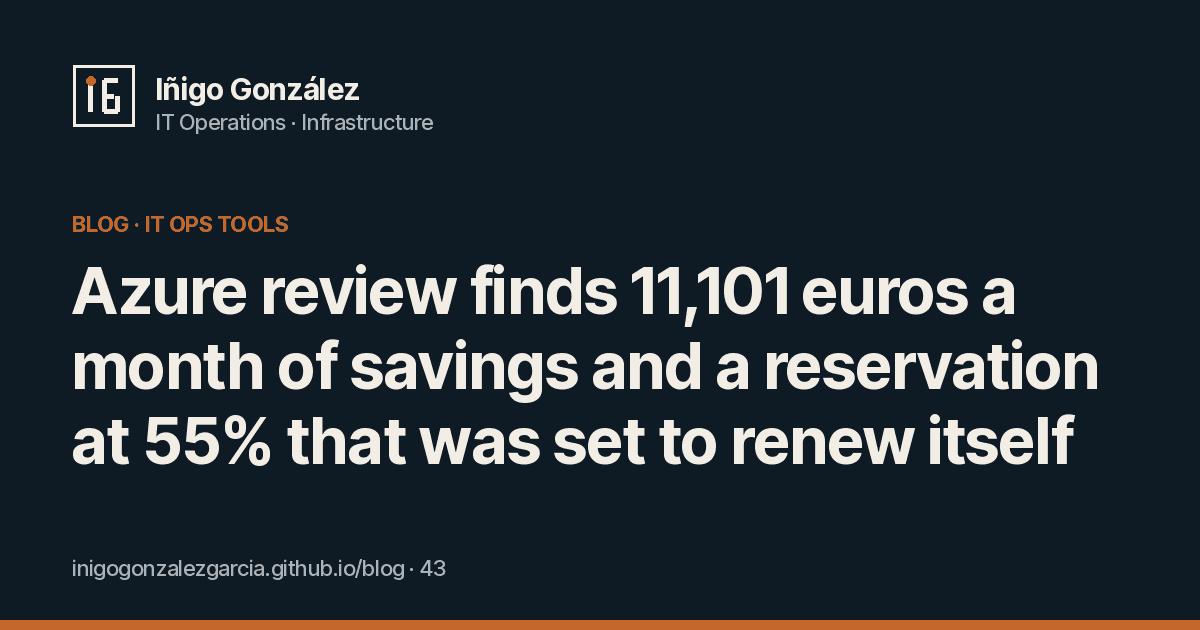 iG
Iñigo González
IT Operations · Infrastructure
BLOG · IT OPS TOOLS
Azure review finds 11,101 euros a
month of savings and a reservation
at 55% that was set to renew itself
inigogonzalezgarcia.github.io/blog · 43